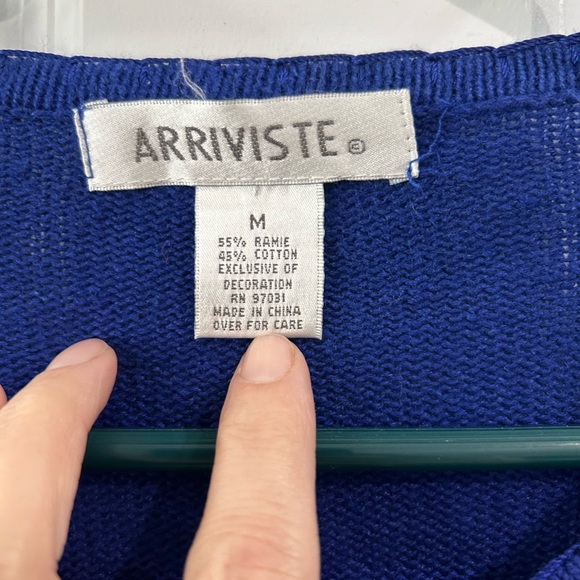 ARRIVISTE ©
M
55% RAMIE
45% COTTON
EXCLUSIVE OF
DECORATION
RN 97031
MADE IN CHINA
OVER FOR CARE